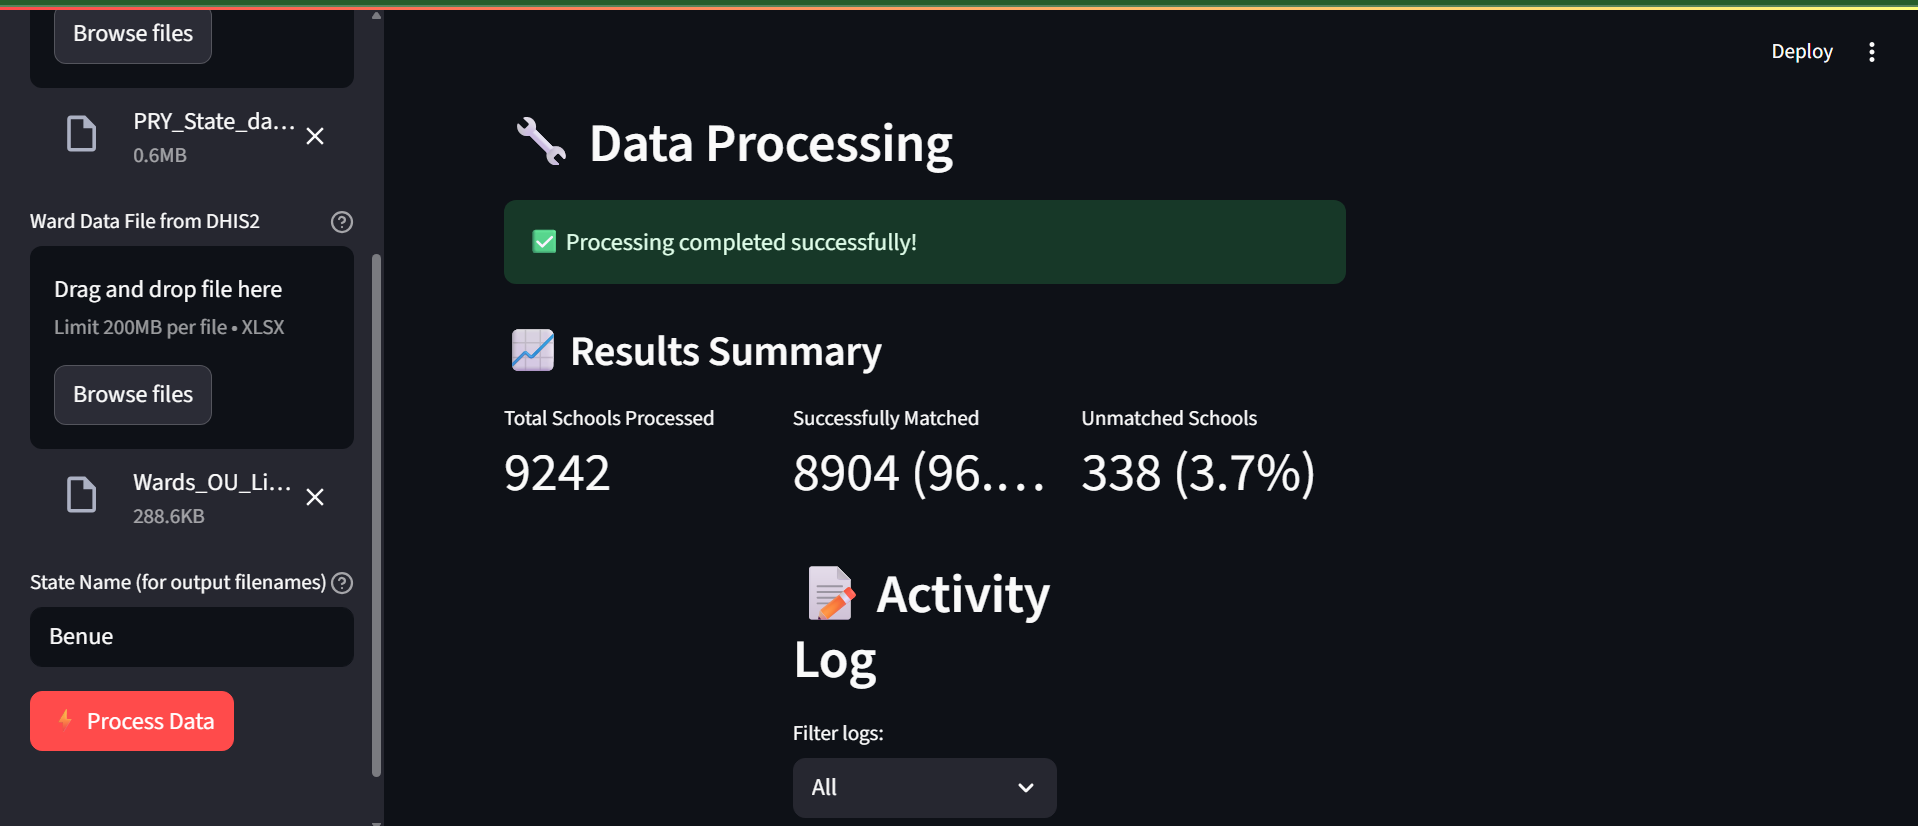 Browse files
PRY_State_da...
0.6MB
Ward Data File from DHIS2
Drag and drop file here
Limit 200MB per file • XLSX
Browse files
Wards_OU_Li...
288.6KB
State Name (for output filenames)
Benue
Process Data
Deploy
Data Processing
Processing completed successfully!
Results Summary
Total Schools Processed
9242
Successfully Matched
8904 (96....
Unmatched Schools
338 (3.7%)
Activity
Log
Filter logs:
All